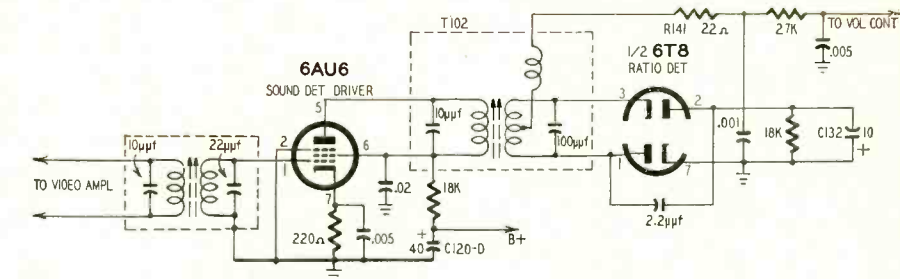 T102
R141 22Ω 27K TO VOL CONT
.005
6AU6
SOUND DET DRIVER
1/2 6T8
RATIO DET
5
10μμf
3
2
10μμf
22μμf
2
1
6
100μμf
1
7
.001
18K
C132
10
+
TO VIDEO AMPL
7
.02
18K
2.2μμf
220Ω
.005
+
40
C120-D
B+